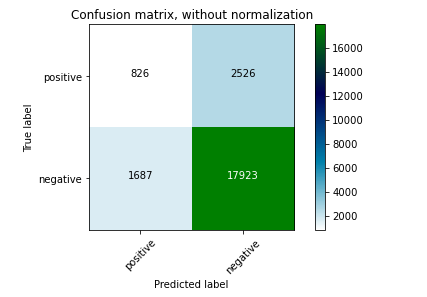 Confusion matrix, without normalization
True label
positive
826
2526
negative
1687
17923
positive
negative
Predicted label
16000
14000
12000
10000
8000
6000
4000
2000